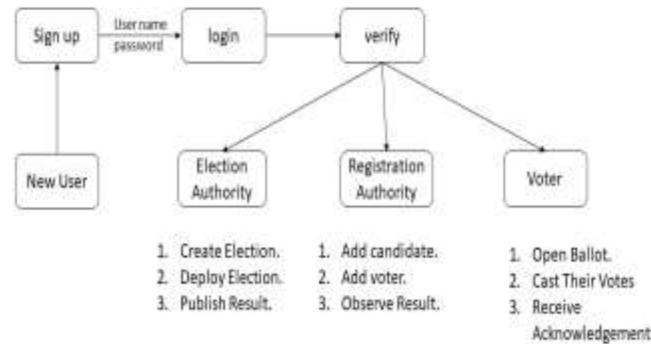 Sign up
User name
password
login
verify
New User
Election
Authority
Registration
Authority
Voter
1. Create Election.
2. Deploy Election.
3. Publish Result.
1. Add candidate.
2. Add voter.
3. Observe Result.
1. Open Ballot.
2. Cast Their Votes
3. Receive
Acknowledgement